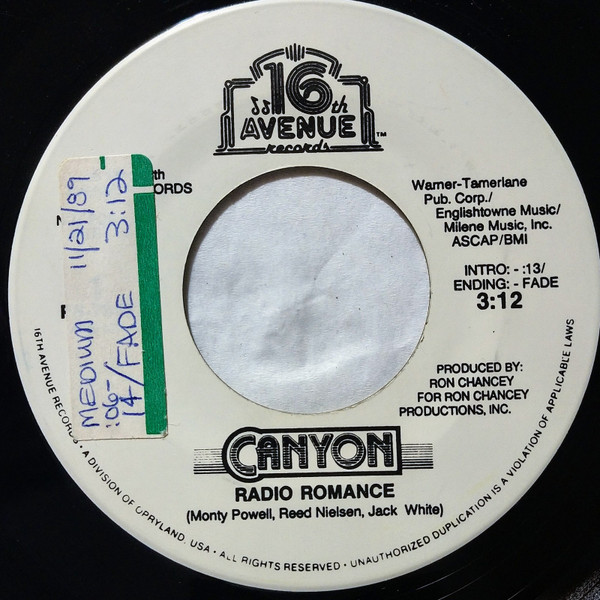 16th
AVENUE
records
TM
th
ORDS
MEDIUM 11/21/89
:06-
14/FADE 3:12
Warner-Tamerlane
Pub. Corp./
Englishtowne Music/
Milene Music, Inc.
ASCAP/BMI
INTRO: - :13/
ENDING: - FADE
3:12
PRODUCED BY:
RON CHANCEY
FOR RON CHANCEY
PRODUCTIONS, INC.
CANYON
RADIO ROMANCE
(Monty Powell, Reed Nielsen, Jack White)
16TH AVENUE RECORDS • A DIVISION OF OPRYLAND, USA • ALL RIGHTS RESERVED • UNAUTHORIZED DUPLICATION IS A VIOLATION OF APPLICABLE LAWS